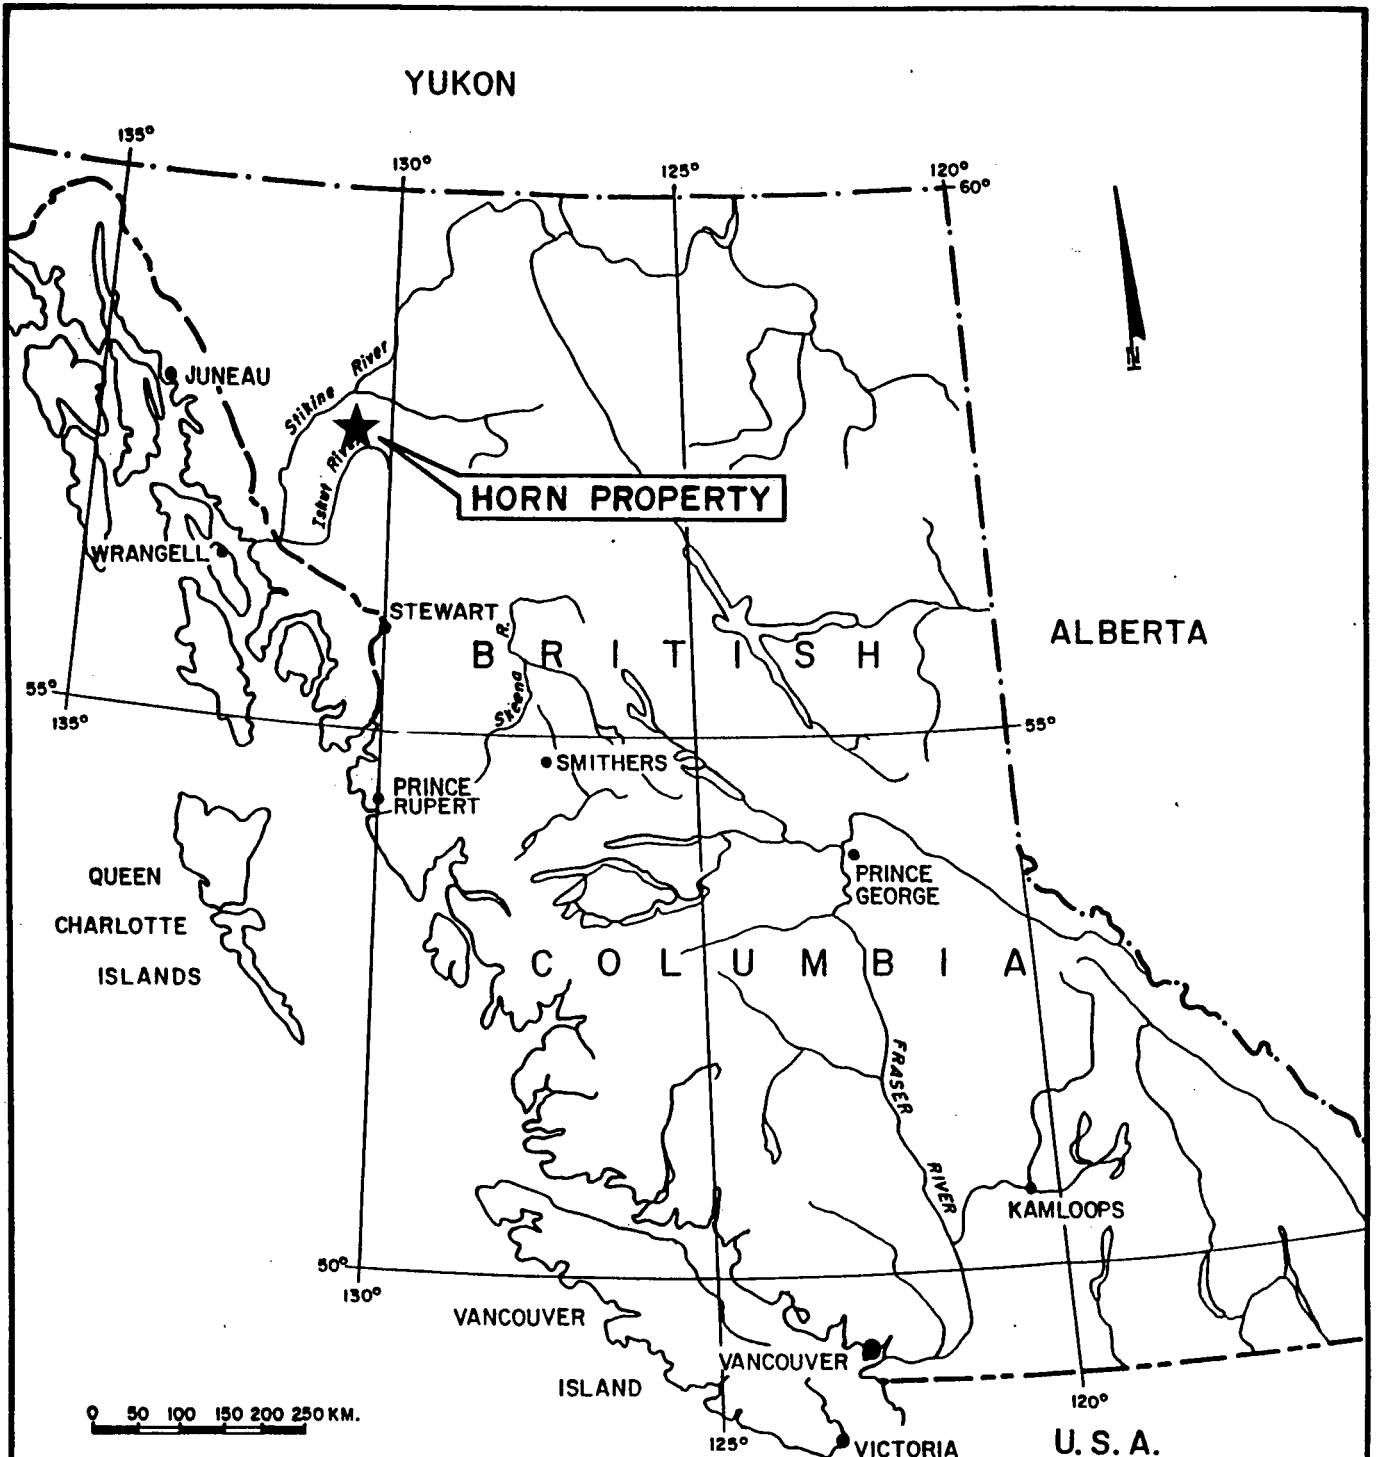 YUKON
135°
130°
125°
120°
60°
N
JUNEAU
Stikine River
Iskut River
HORN PROPERTY
WRANGELL
STEWART
BRITISH
ALBERTA
Skeena R.
55°
135°
55°
SMITHERS
PRINCE
RUPERT
PRINCE
GEORGE
QUEEN
CHARLOTTE
ISLANDS
COLUMBIA
FRASER
RIVER
KAMLOOPS
50°
130°
VANCOUVER
ISLAND
VANCOUVER
120°
0 50 100 150 200 250 KM.
125°
VICTORIA
U.S.A.